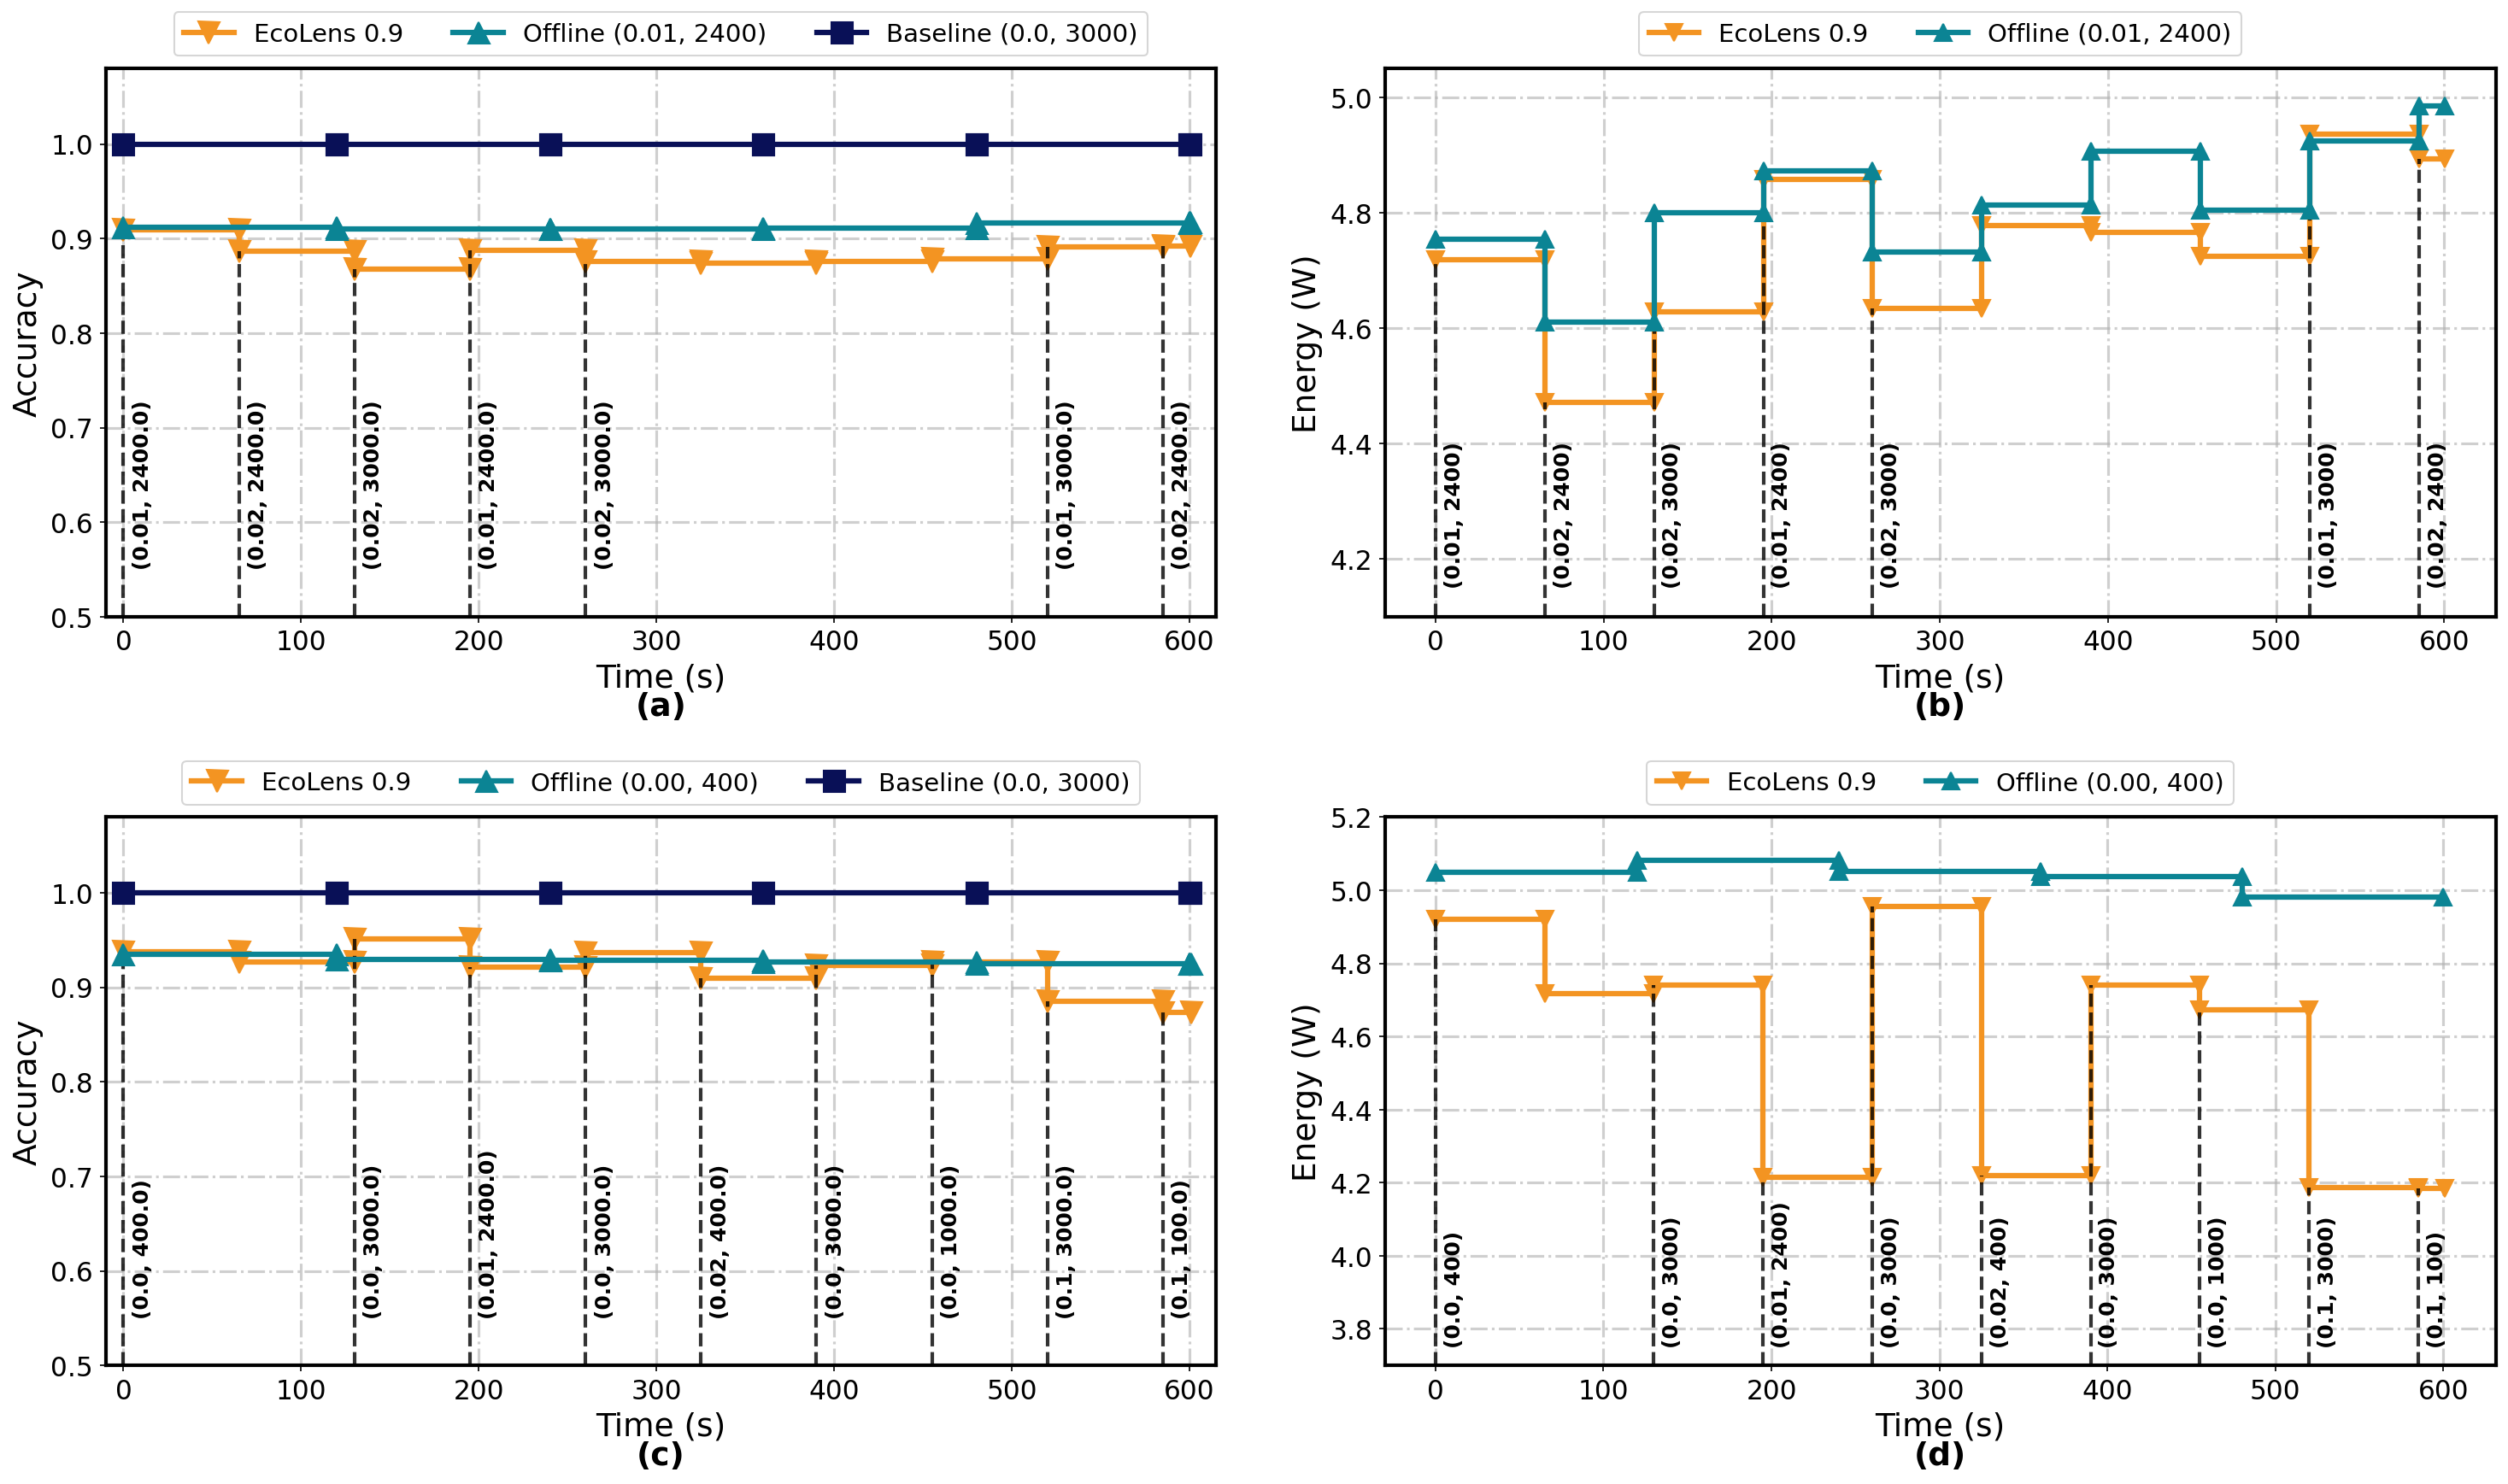 EcoLens 0.9 Offline (0.01, 2400) Baseline (0.0, 3000)
Accuracy
1.0
0.9
0.8
0.7
0.6
0.5
(0.01, 2400.0)
(0.02, 2400.0)
(0.02, 3000.0)
(0.01, 2400.0)
(0.02, 3000.0)
(0.01, 3000.0)
(0.02, 2400.0)
0 100 200 300 400 500 600
Time (s)
(a)
EcoLens 0.9 Offline (0.01, 2400)
Energy (W)
5.0
4.8
4.6
4.4
4.2
(0.01, 2400)
(0.02, 2400)
(0.02, 3000)
(0.01, 2400)
(0.02, 3000)
(0.01, 3000)
(0.02, 2400)
0 100 200 300 400 500 600
Time (s)
(b)
EcoLens 0.9 Offline (0.00, 400) Baseline (0.0, 3000)
Accuracy
1.0
0.9
0.8
0.7
0.6
0.5
(0.0, 400.0)
(0.0, 3000.0)
(0.01, 2400.0)
(0.0, 3000.0)
(0.02, 400.0)
(0.0, 3000.0)
(0.0, 1000.0)
(0.1, 3000.0)
(0.1, 100.0)
0 100 200 300 400 500 600
Time (s)
(c)
EcoLens 0.9 Offline (0.00, 400)
Energy (W)
5.2
5.0
4.8
4.6
4.4
4.2
4.0
3.8
(0.0, 400)
(0.0, 3000)
(0.01, 2400)
(0.0, 3000)
(0.02, 400)
(0.0, 3000)
(0.0, 1000)
(0.1, 3000)
(0.1, 100)
0 100 200 300 400 500 600
Time (s)
(d)